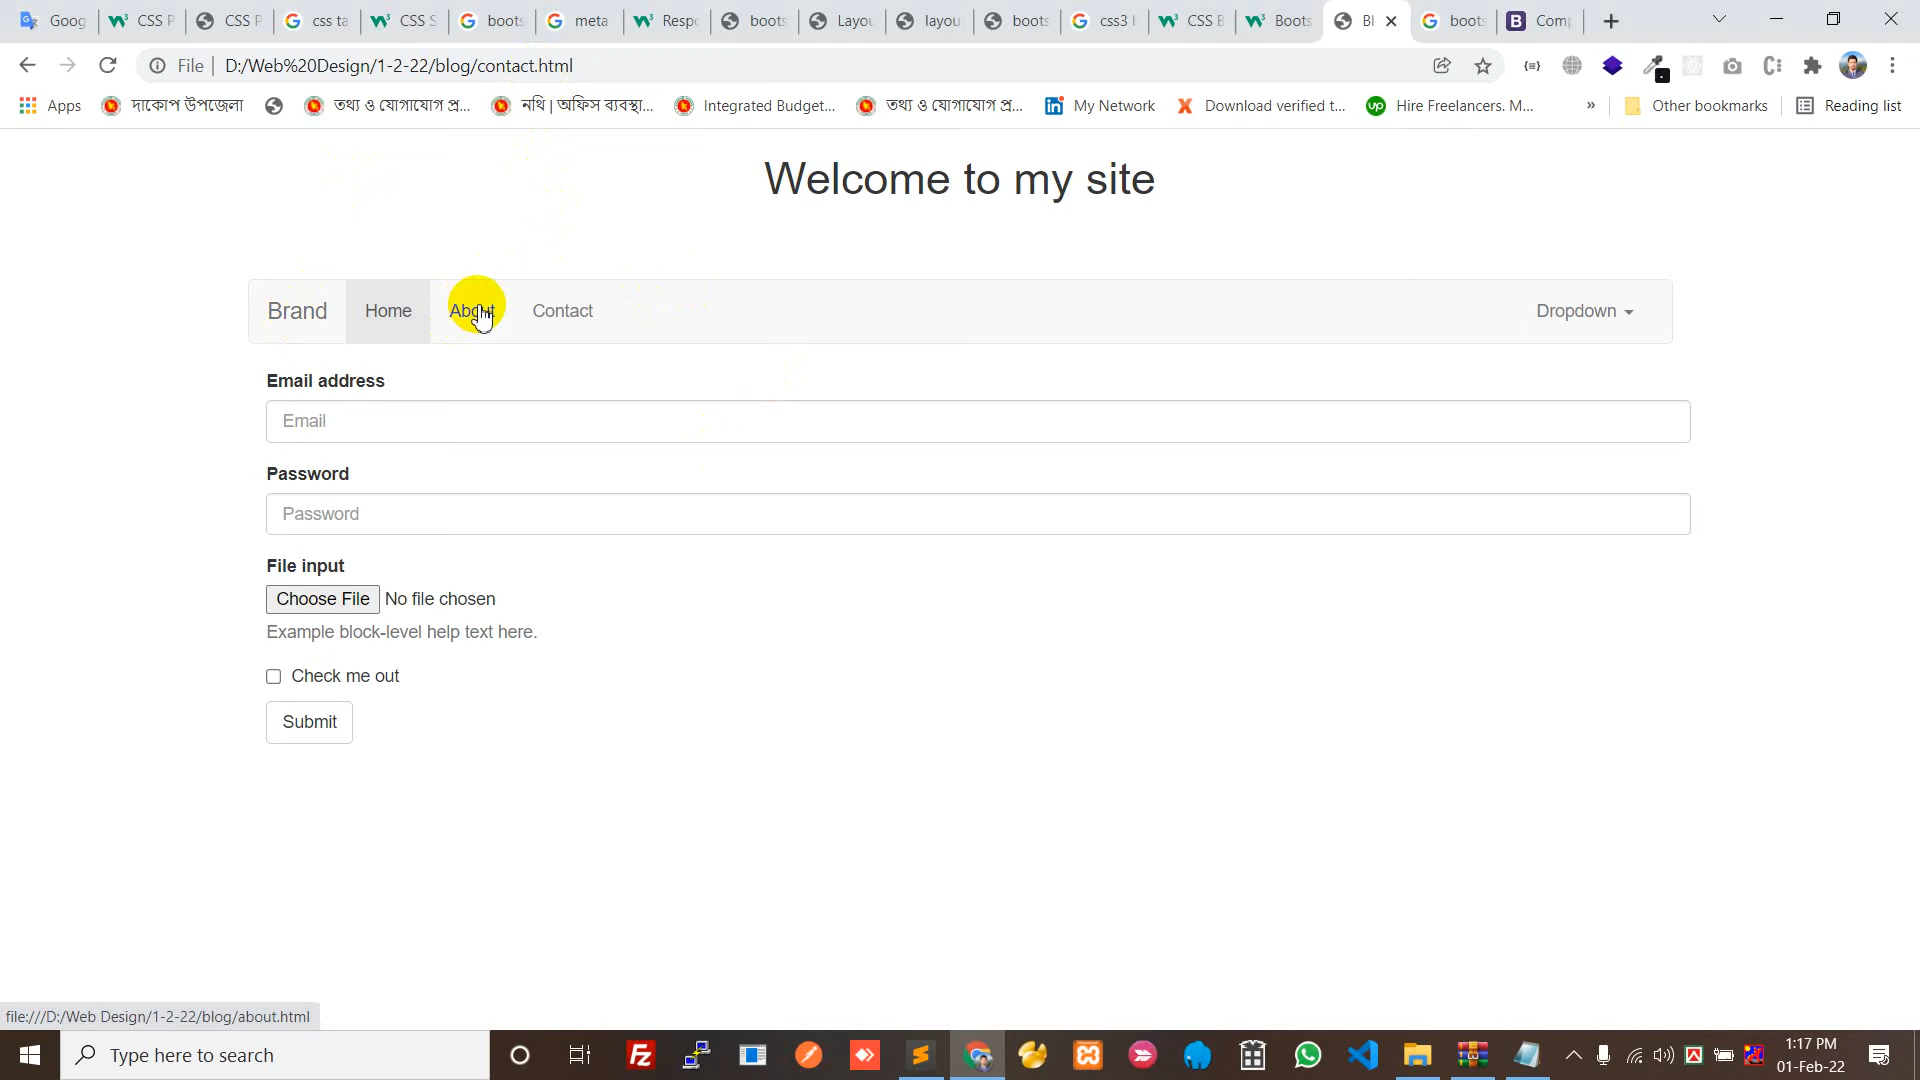 Goog CSS P CSS P css ta CSS S boots meta Respo boots Layou layou boots css3 l CSS B Boots Bl boots Comp
File D:/Web%20Design/1-2-22/blog/contact.html
Apps দাকোপ উপজেলা তথ্য ও যোগাযোগ প্র... নথি | অফিস ব্যবস্থা... Integrated Budget... তথ্য ও যোগাযোগ প্র... My Network Download verified t... Hire Freelancers. M... » Other bookmarks Reading list
Welcome to my site
Brand Home About Contact Dropdown
Email address
Email
Password
Password
File input
Choose File No file chosen
Example block-level help text here.
Check me out
Submit
file:///D:/Web Design/1-2-22/blog/about.html
Type here to search
1:17 PM
01-Feb-22